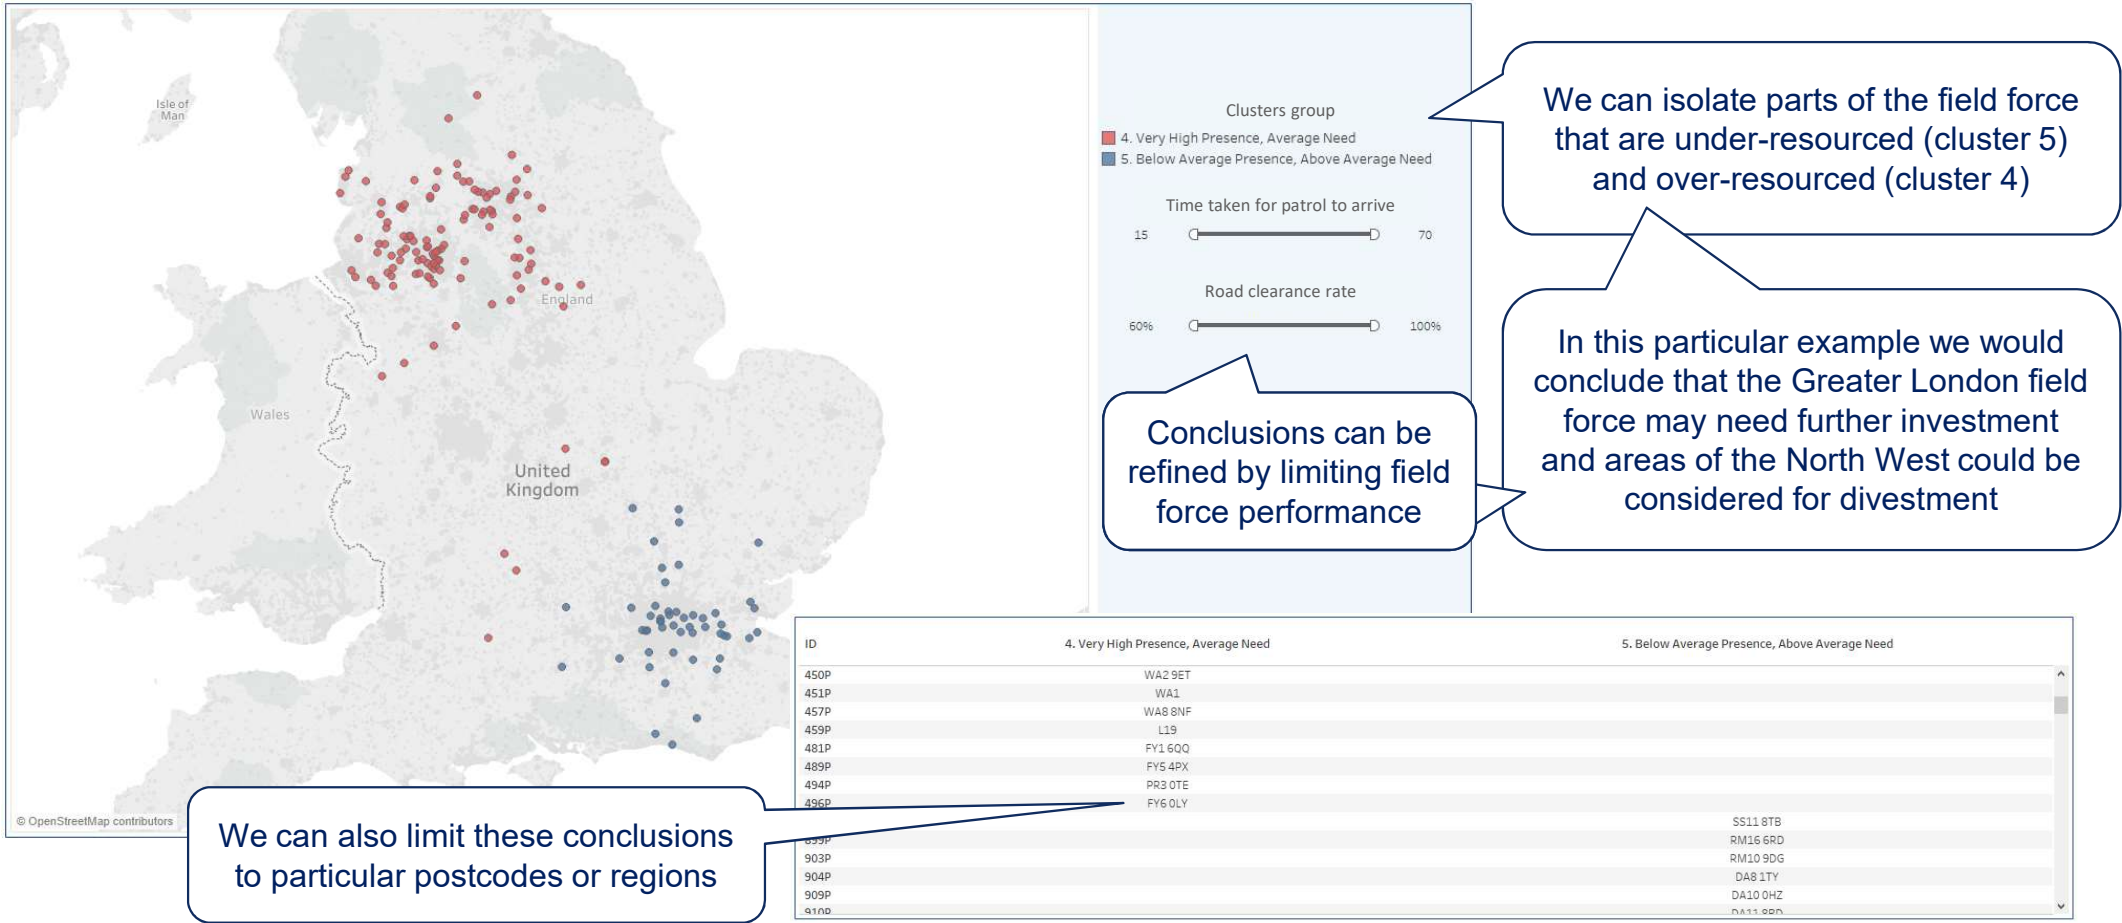 Isle of
Man
England
Wales
United
Kingdom
© OpenStreetMap contributors
Clusters group
4. Very High Presence, Average Need
5. Below Average Presence, Above Average Need
Time taken for patrol to arrive
15 70
Road clearance rate
60% 100%
We can isolate parts of the field force
that are under-resourced (cluster 5)
and over-resourced (cluster 4)
In this particular example we would
conclude that the Greater London field
force may need further investment
and areas of the North West could be
considered for divestment
Conclusions can be
refined by limiting field
force performance
We can also limit these conclusions
to particular postcodes or regions
ID 4. Very High Presence, Average Need 5. Below Average Presence, Above Average Need
450P WA2 9ET
451P WA1
457P WA8 8NF
459P L19
481P FY1 6QQ
489P FY5 4PX
494P PR3 0TE
496P FY6 0LY
SS11 8TB
899P RM16 6RD
903P RM10 9DG
904P DA8 1TY
909P DA10 0HZ
910P DA11 8RD